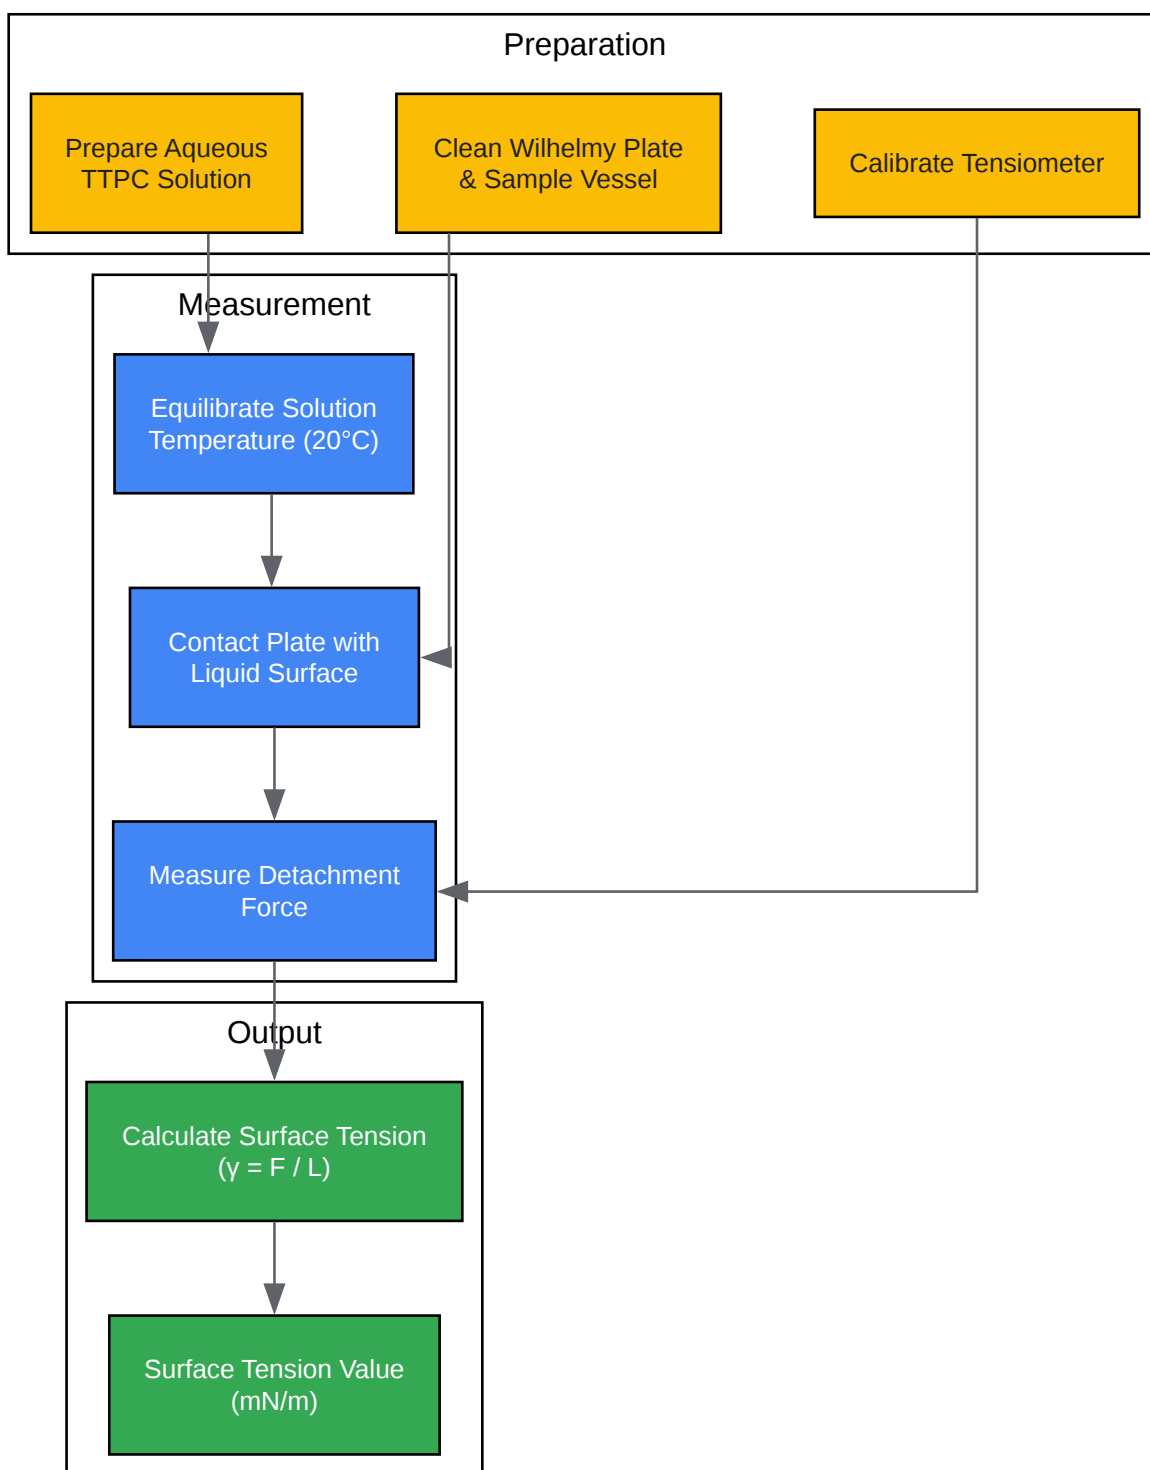 Preparation
Prepare Aqueous
TTPC Solution
Clean Wilhelmy Plate
& Sample Vessel
Calibrate Tensiometer
Measurement
Equilibrate Solution
Temperature (20°C)
Contact Plate with
Liquid Surface
Measure Detachment
Force
Output
Calculate Surface Tension
(γ = F / L)
Surface Tension Value
(mN/m)